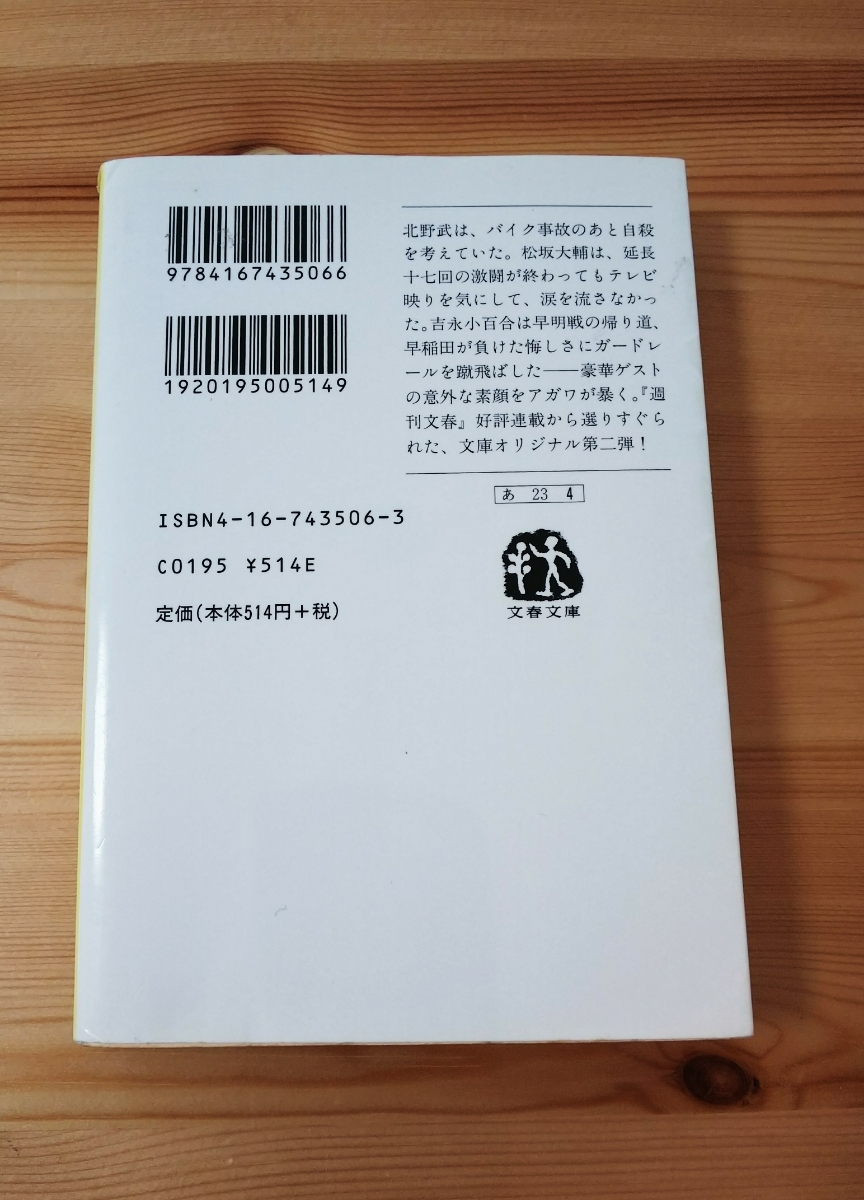 9784167435066
1920195005149
ISBN4-16-743506-3
C0195 ¥514E
定価(本体514円+税)
北野武は、バイク事故のあと自殺
を考えていた。松坂大輔は、延長
十七回の激闘が終わってもテレビ
映りを気にして、涙を流さなかっ
た。吉永小百合は早明戦の帰り道、
早稲田が負けた悔しさにガードレ
ールを蹴飛ばした――豪華ゲスト
の意外な素顔をアガワが暴く。『週
刊文春』好評連載から選りすぐら
れた、文庫オリジナル第二弾！
あ 23 4
文春文庫